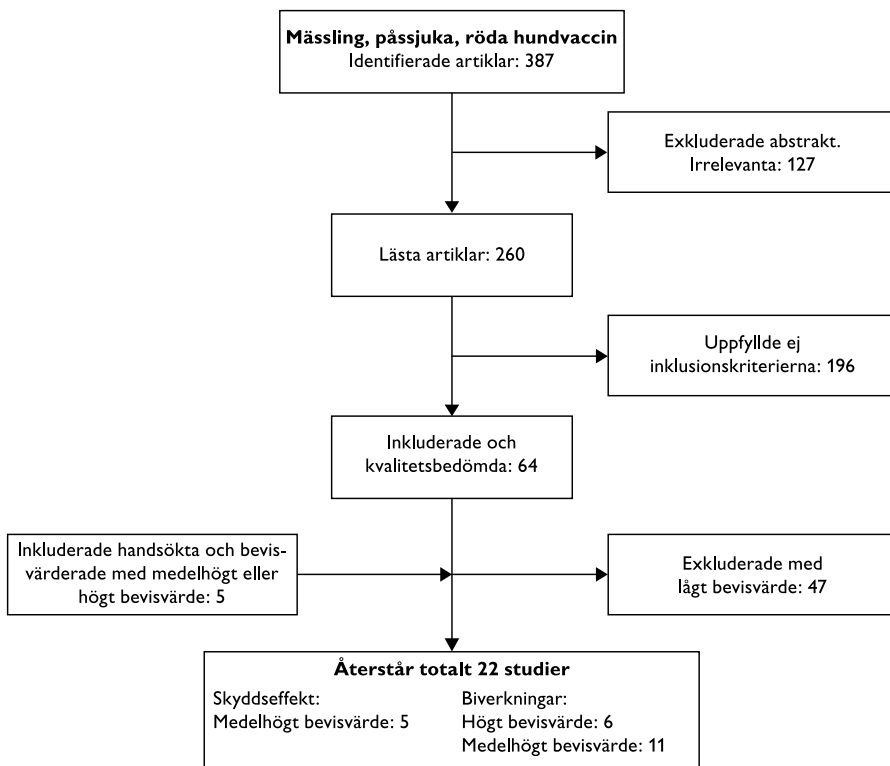 Mässling, påssjuka, röda hundvaccin
Identifierade artiklar: 387
Exkluderade abstrakt.
Irrelevanta: 127
Lästa artiklar: 260
Uppfyllde ej
inklusionskriterierna: 196
Inkluderade och
kvalitetsbedömda: 64
Inkluderade handsökta och bevis-
värderade med medelhögt eller
högt bevisvärde: 5
Exkluderade med
lågt bevisvärde: 47
Återstår totalt 22 studier
Skyddseffekt:
Medelhögt bevisvärde: 5
Biverkningar:
Högt bevisvärde: 6
Medelhögt bevisvärde: 11